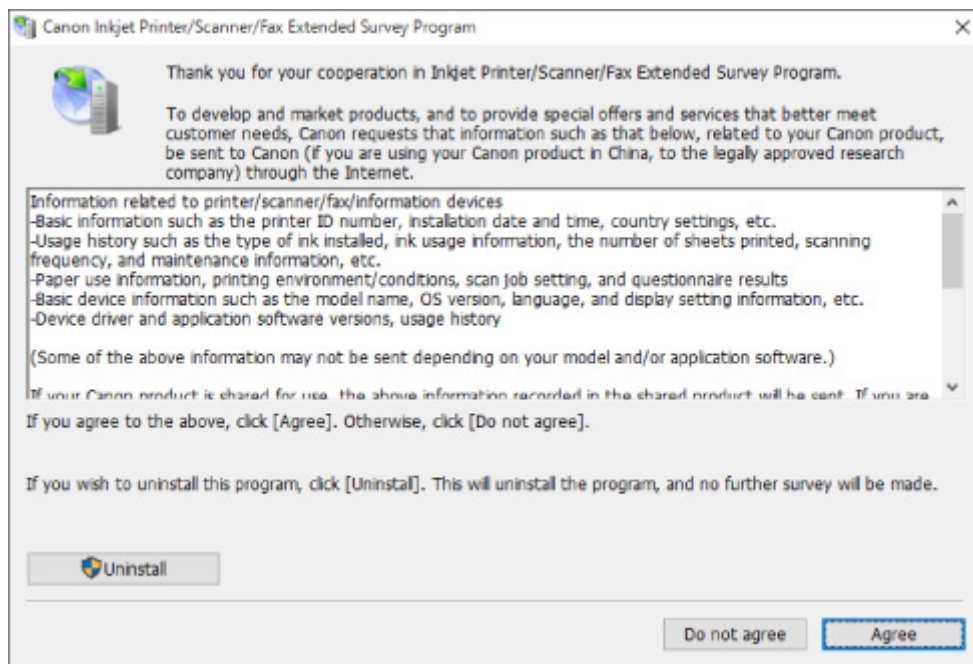 Canon Inkjet Printer/Scanner/Fax Extended Survey Program
Thank you for your cooperation in Inkjet Printer/Scanner/Fax Extended Survey Program.
To develop and market products, and to provide special offers and services that better meet
customer needs, Canon requests that information such as that below, related to your Canon product,
be sent to Canon (if you are using your Canon product in China, to the legally approved research
company) through the Internet.
Information related to printer/scanner/fax/information devices
-Basic information such as the printer ID number, installation date and time, country settings, etc.
-Usage history such as the type of ink installed, ink usage information, the number of sheets printed, scanning
frequency, and maintenance information, etc.
-Paper use information, printing environment/conditions, scan job setting, and questionnaire results
-Basic device information such as the model name, OS version, language, and display setting information, etc.
-Device driver and application software versions, usage history
(Some of the above information may not be sent depending on your model and/or application software.)
If your Canon product is shared for use, the above information recorded in the shared product will be sent. If you are
If you agree to the above, click [Agree]. Otherwise, click [Do not agree].
If you wish to uninstall this program, click [Uninstall]. This will uninstall the program, and no further survey will be made.
Uninstall
Do not agree
Agree